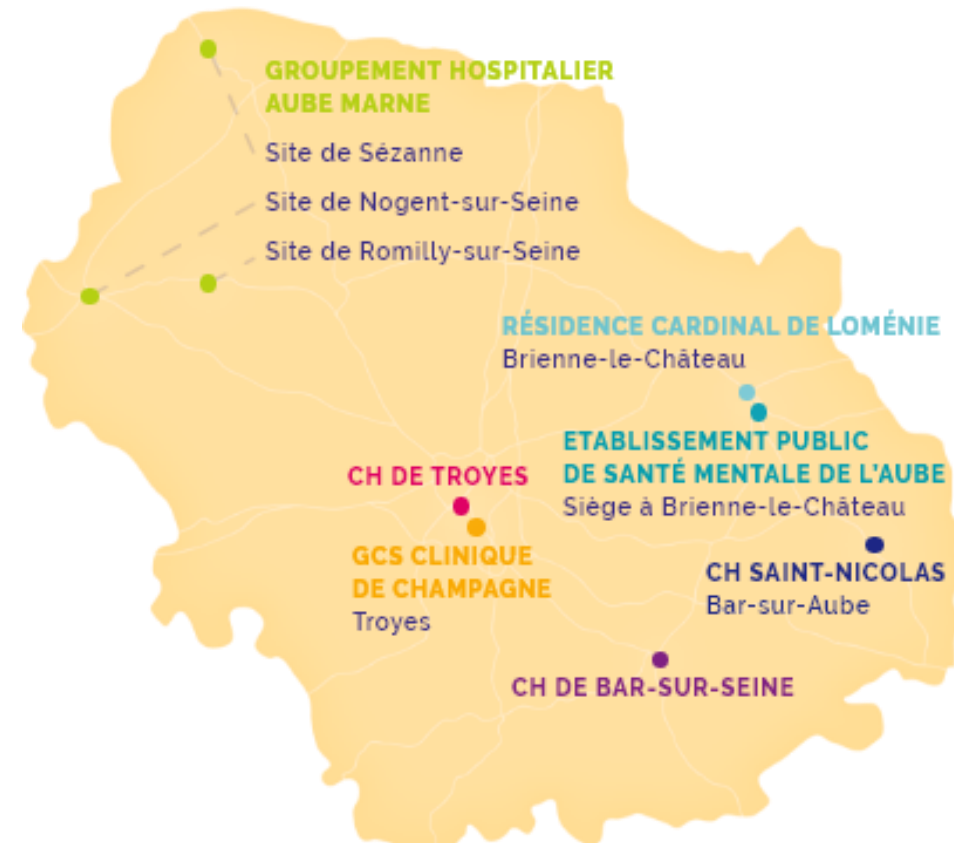 GROUPEMENT HOSPITALIER
AUBE MARNE
Site de Sézanne
Site de Nogent-sur-Seine
Site de Romilly-sur-Seine
RÉSIDENCE CARDINAL DE LOMÉNIE
Brienne-le-Château
ETABLISSEMENT PUBLIC
DE SANTÉ MENTALE DE L'AUBE
Siège à Brienne-le-Château
CH DE TROYES
GCS CLINIQUE
DE CHAMPAGNE
Troyes
CH SAINT-NICOLAS
Bar-sur-Aube
CH DE BAR-SUR-SEINE